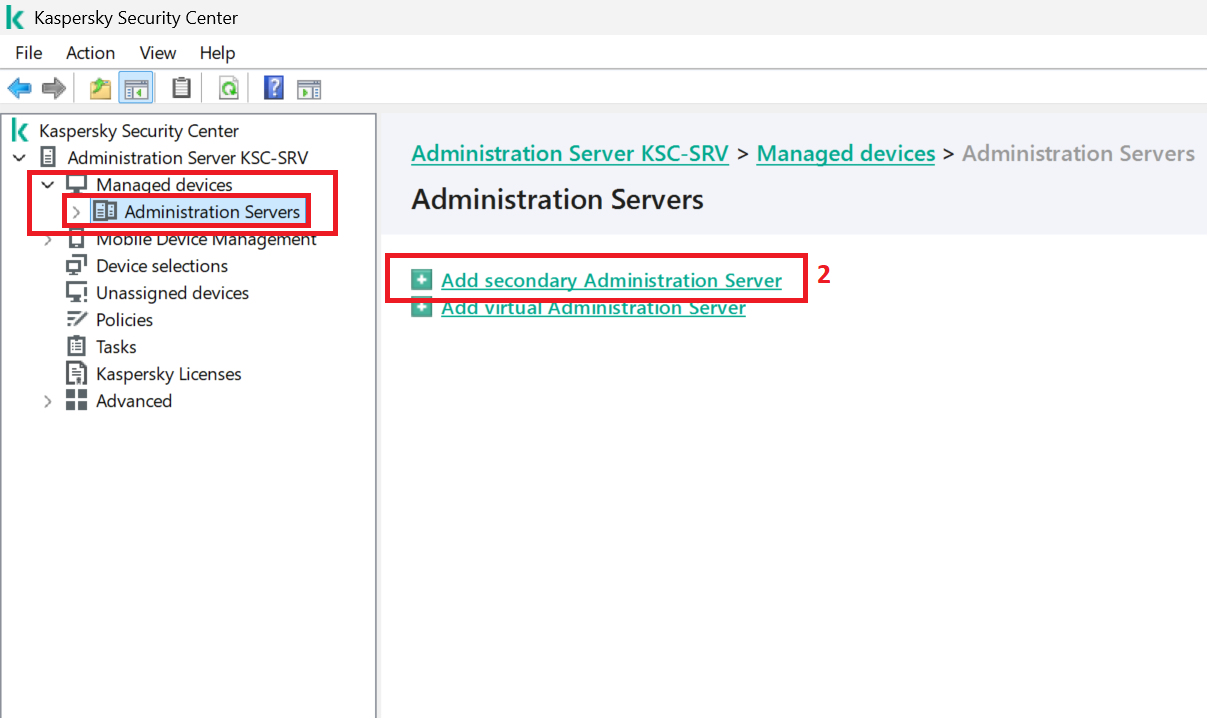 Kaspersky Security Center
File Action View Help
Kaspersky Security Center
Administration Server KSC-SRV
Managed devices
Administration Servers
Mobile Device Management
Device selections
Unassigned devices
Policies
Tasks
Kaspersky Licenses
Advanced
Administration Server KSC-SRV > Managed devices > Administration Servers
Administration Servers
Add secondary Administration Server 2
Add virtual Administration Server